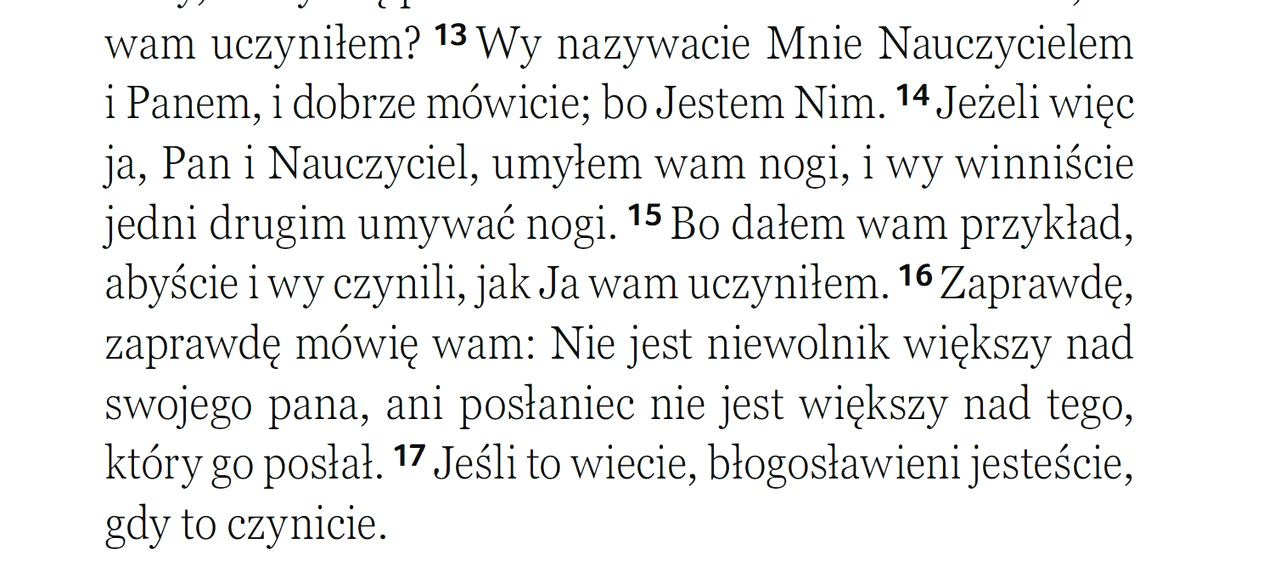 wam uczyniłem? 13 Wy nazywacie Mnie Nauczycielem
i Panem, i dobrze mówicie; bo Jestem Nim. 14 Jeżeli więc
ja, Pan i Nauczyciel, umyłem wam nogi, i wy winniście
jedni drugim umywać nogi. 15 Bo dałem wam przykład,
abyście i wy czynili, jak Ja wam uczyniłem. 16 Zaprawdę,
zaprawdę mówię wam: Nie jest niewolnik większy nad
swojego pana, ani posłaniec nie jest większy nad tego,
który go posłał. 17 Jeśli to wiecie, błogosławieni jesteście,
gdy to czynicie.